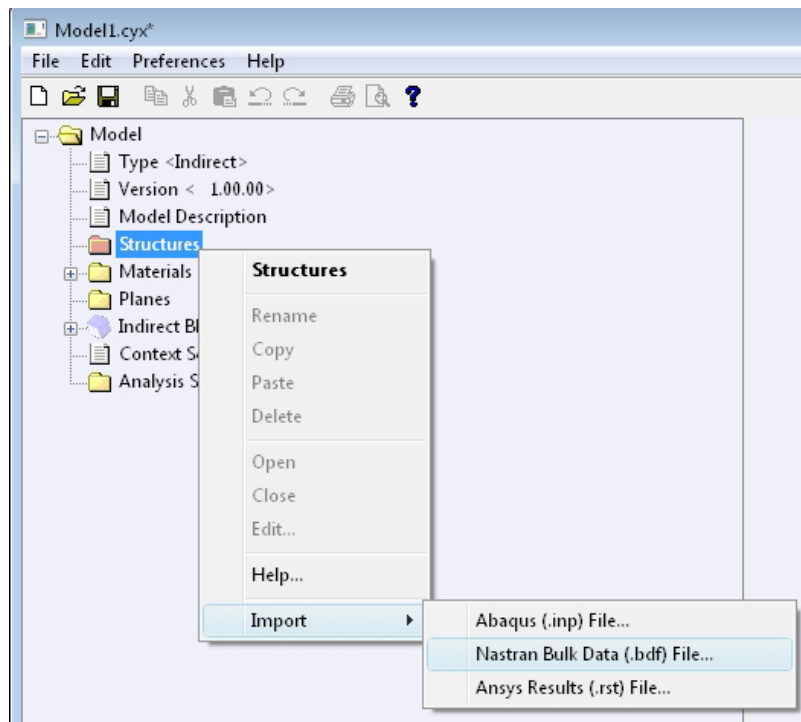 Model1.cyx*
File Edit Preferences Help
Model
Type <Indirect>
Version < 1.00.00>
Model Description
Structures
Materials
Planes
Indirect Bl
Context S
Analysis S
Structures
Rename
Copy
Paste
Delete
Open
Close
Edit...
Help...
Import
Abaqus (.inp) File...
Nastran Bulk Data (.bdf) File...
Ansys Results (.rst) File...